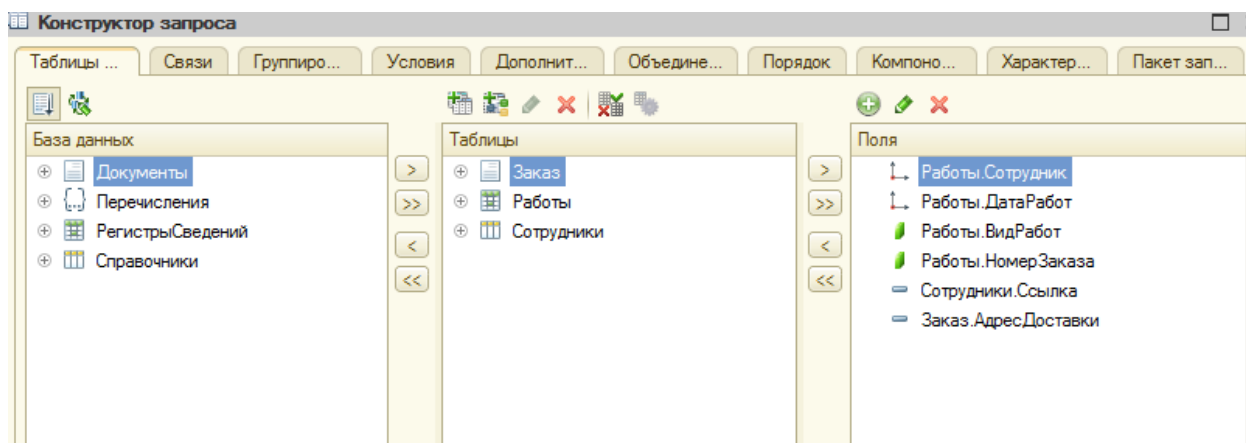 Конструктор запроса
Таблицы ... Связи Группиро... Условия Дополнит... Объедине... Порядок Компоно... Характер... Пакет зап...
База данных
Документы
Перечисления
РегистрыСведений
Справочники
>
>>
<
<<
Таблицы
Заказ
Работы
Сотрудники
>
>>
<
<<
Поля
Работы.Сотрудник
Работы.ДатаРабот
Работы.ВидРабот
Работы.НомерЗаказа
Сотрудники.Ссылка
Заказ.АдресДоставки